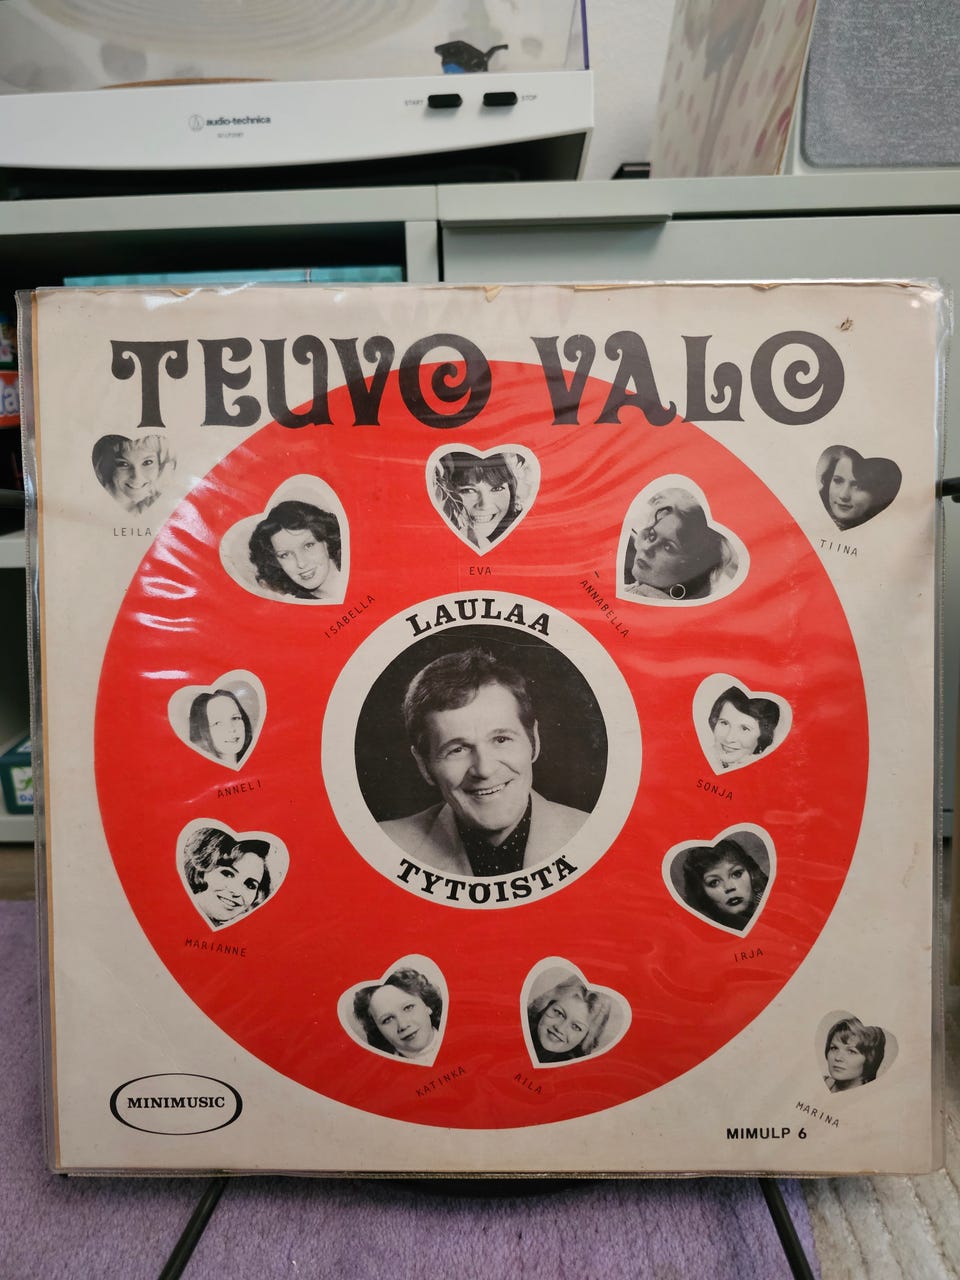 START
STOP
audio-technica
TEUVO VALO
LEILA
TIINA
ISABELLA
EVA
ANNABELLA
LAULAA
TYTÖISTÄ
ANNELI
SONJA
MARIANNE
IRJA
KATINKA
AILA
MARINA
MINIMUSIC
MIMULP 6